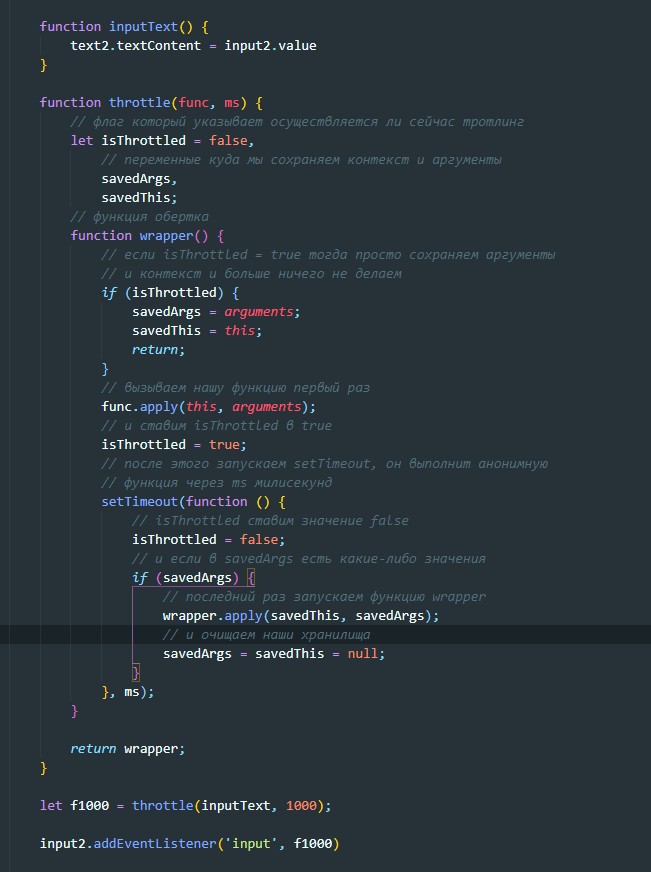 function inputText() {
text2.textContent = input2.value
}
function throttle(func, ms) {
// флаг который указывает осуществляется ли сейчас тротлинг
let isThrottled = false,
// переменные куда мы сохраняем контекст и аргументы
savedArgs,
savedThis;
// функция обертка
function wrapper() {
// если isThrottled = true тогда просто сохраняем аргументы
// и контекст и больше ничего не делаем
if (isThrottled) {
savedArgs = arguments;
savedThis = this;
return;
}
// вызываем нашу функцию первый раз
func.apply(this, arguments);
// и ставим isThrottled в true
isThrottled = true;
// после этого запускаем setTimeout, он выполнит анонимную
// функция через ms милисекунд
setTimeout(function () {
// isThrottled ставим значение false
isThrottled = false;
// и если в savedArgs есть какие-либо значения
if (savedArgs) {
// последний раз запускаем функцию wrapper
wrapper.apply(savedThis, savedArgs);
// и очищаем наши хранилища
savedArgs = savedThis = null;
}
}, ms);
}
return wrapper;
}
let f1000 = throttle(inputText, 1000);
input2.addEventListener('input', f1000)